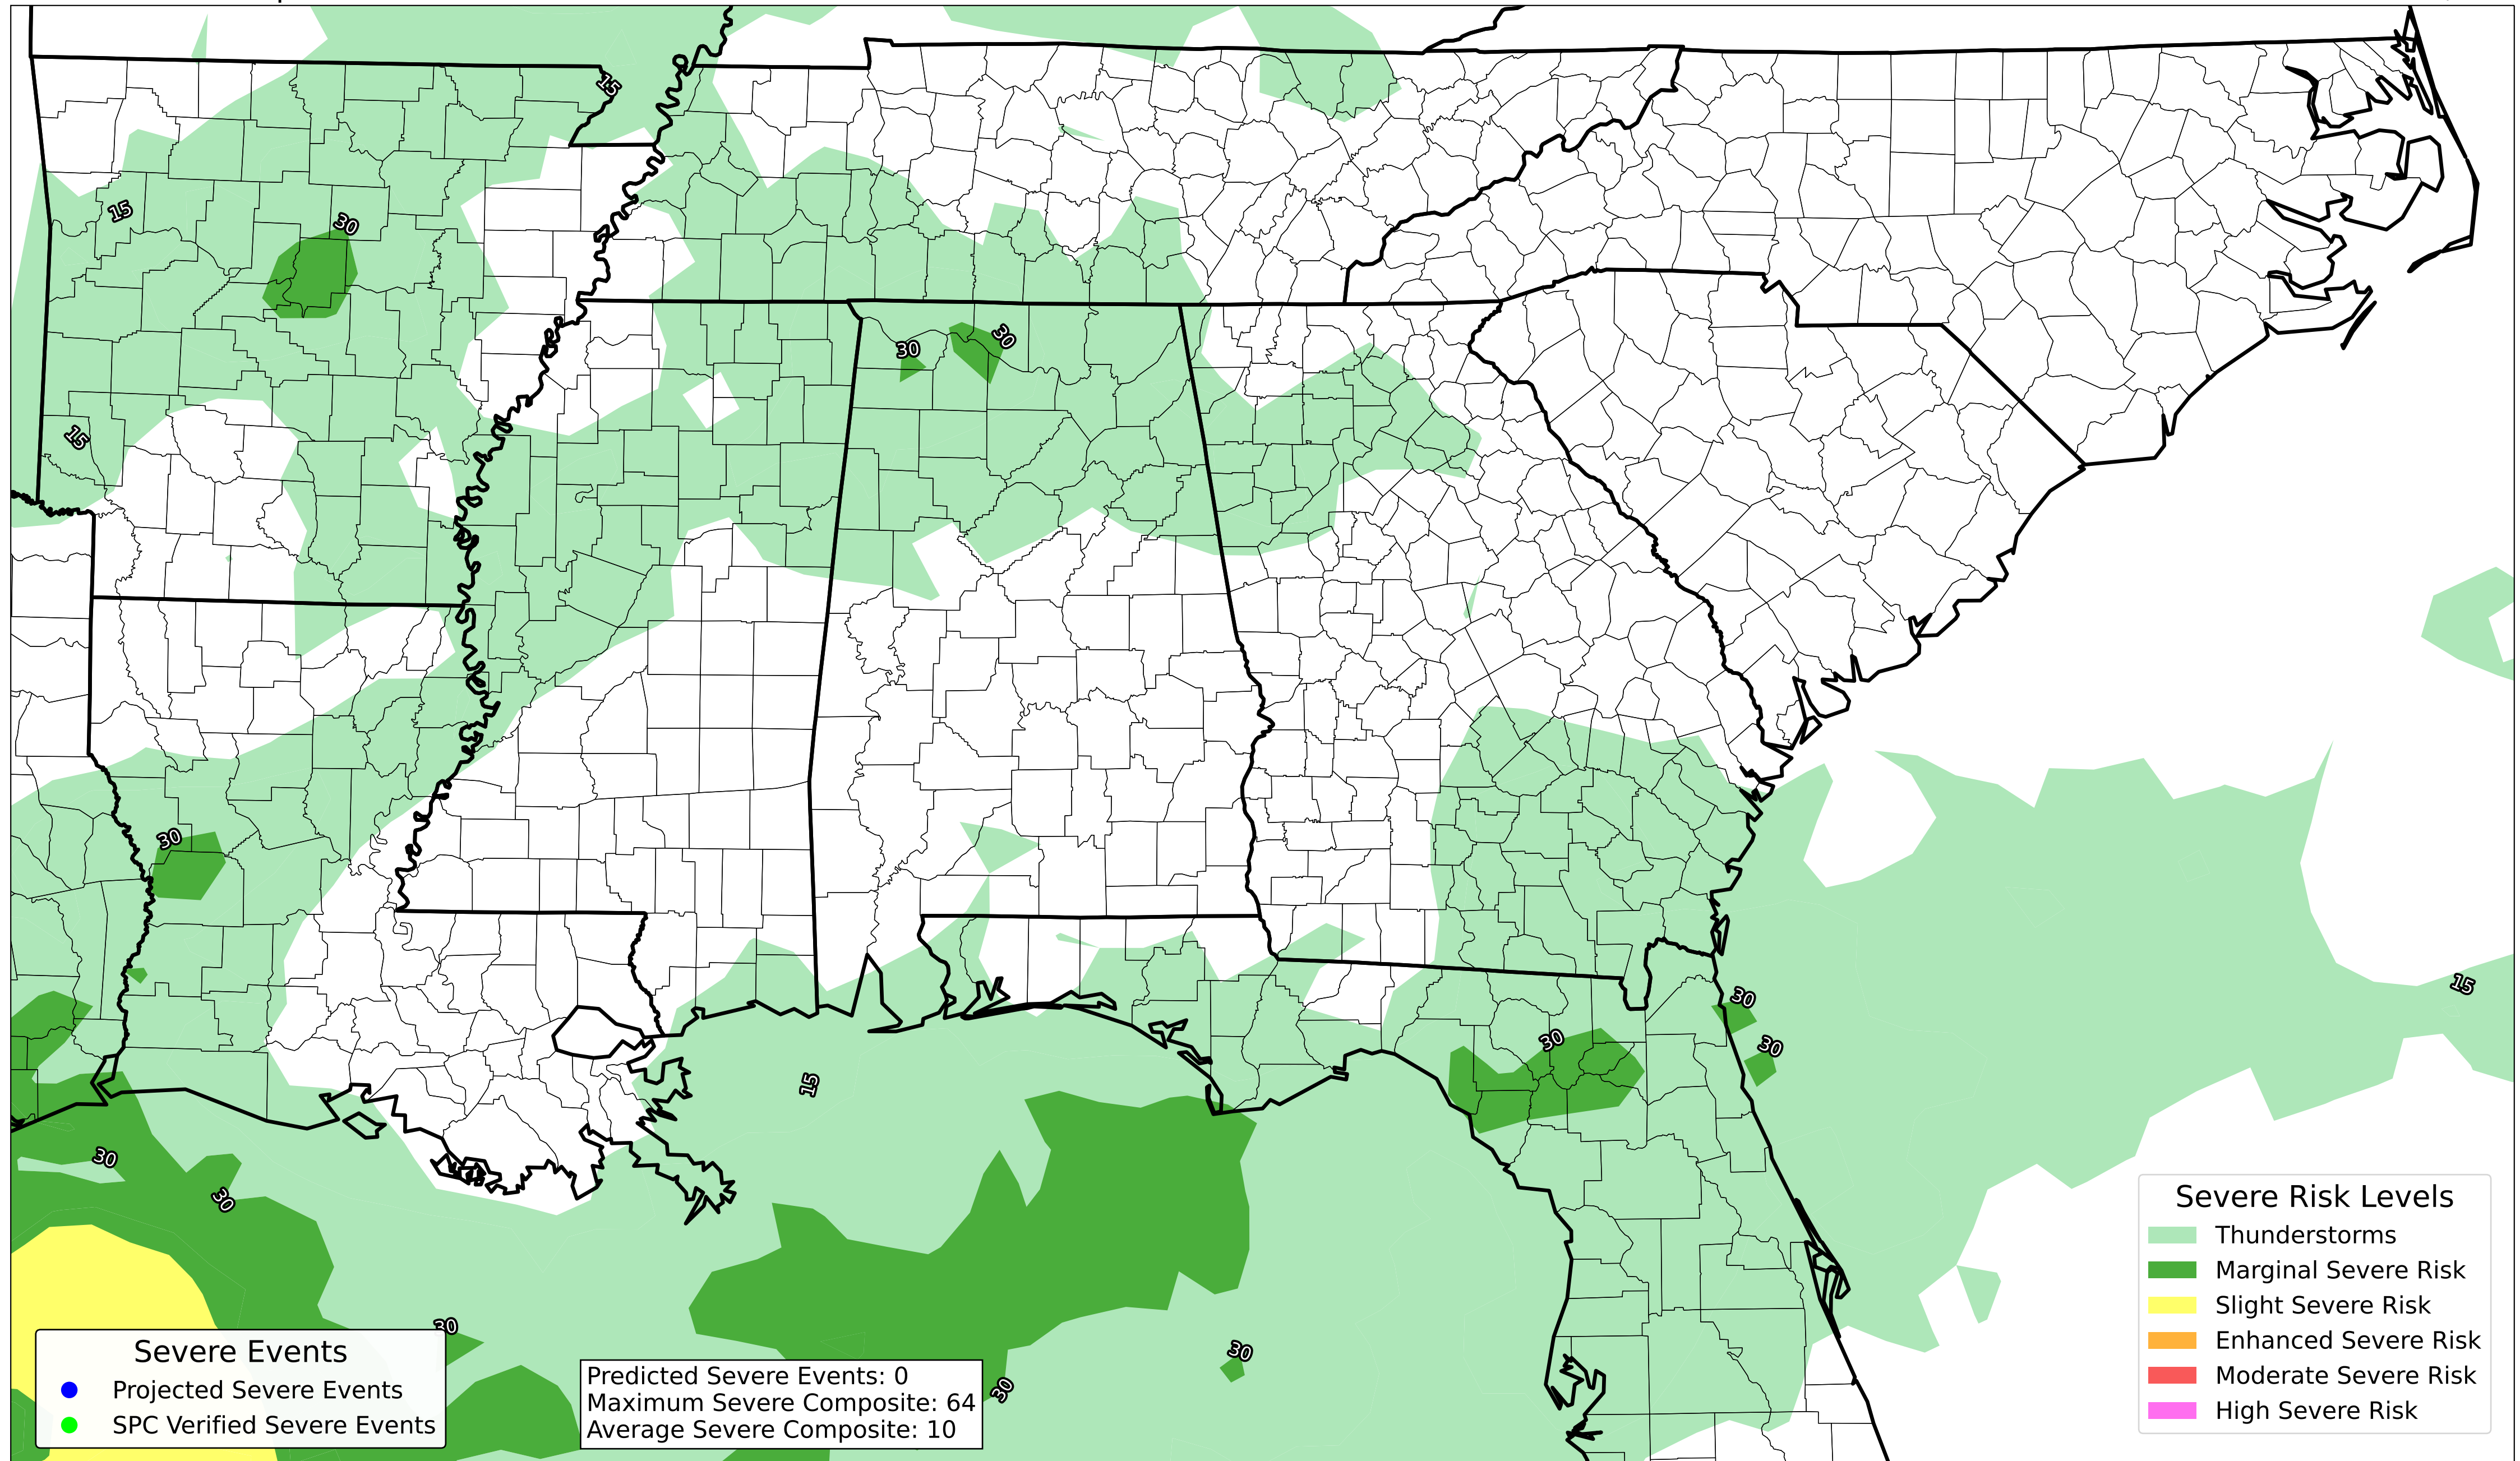 15
15
30
30
30
15
30
15
30
30
30
15
30
30
30
30
30
Severe Risk Levels
Thunderstorms
Marginal Severe Risk
Slight Severe Risk
Enhanced Severe Risk
Moderate Severe Risk
High Severe Risk
Severe Events
Projected Severe Events
SPC Verified Severe Events
Predicted Severe Events: 0
Maximum Severe Composite: 64
Average Severe Composite: 10
30